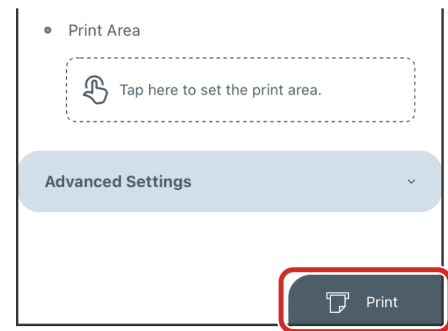 Print Area
Tap here to set the print area.
Advanced Settings
Print